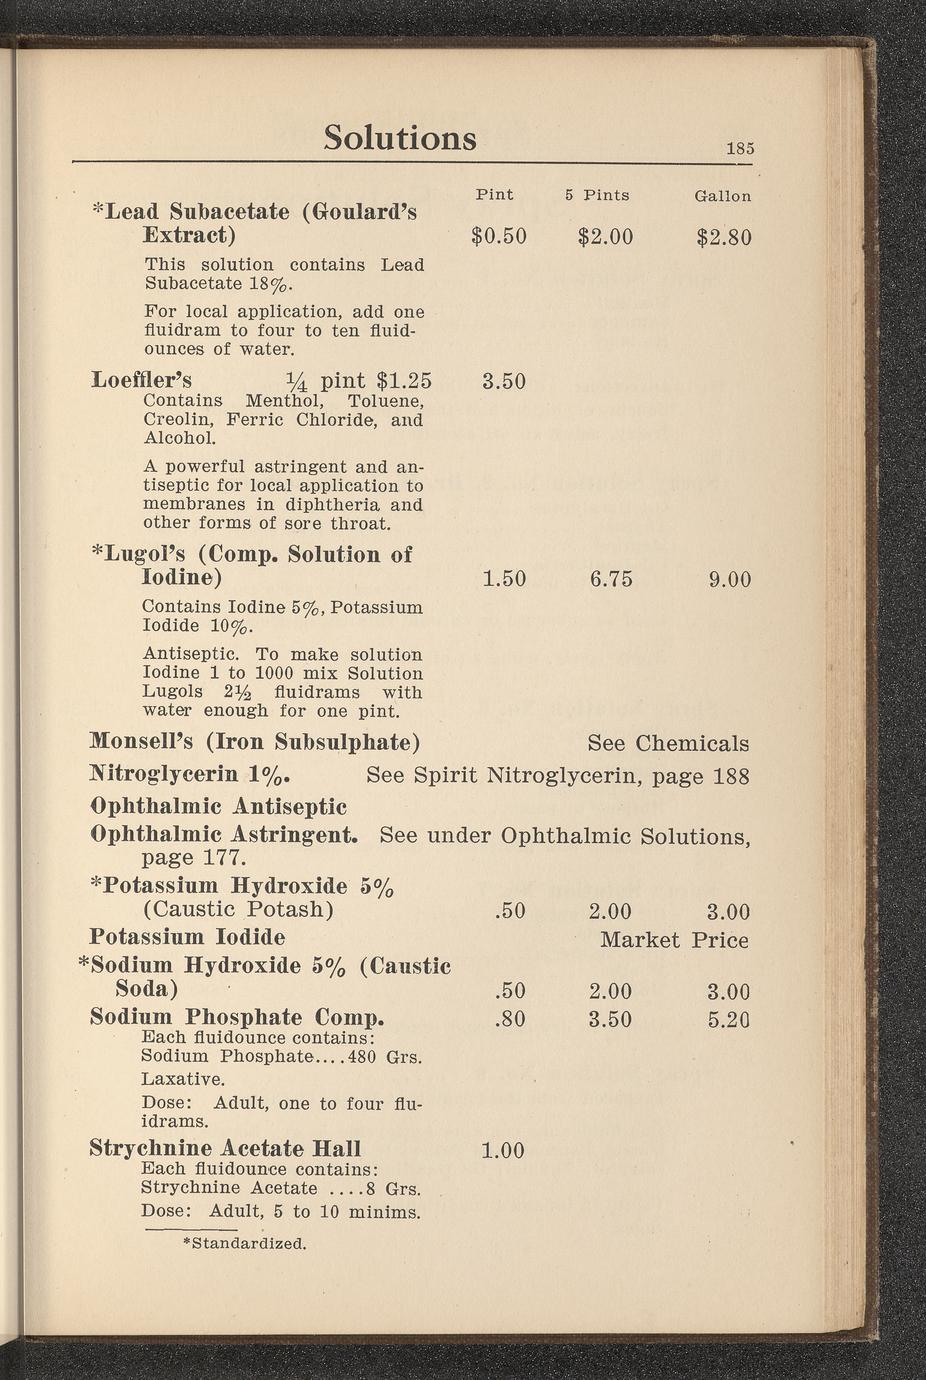 Solutions
185
Pint 5 Pints Gallon
*Lead Subacetate (Goulard's
Extract) $0.50 $2.00 $2.80
This solution contains Lead
Subacetate 18%.
For local application, add one
fluidram to four to ten fluid-
ounces of water.
Loeffler's ¼ pint $1.25 3.50
Contains Menthol, Toluene,
Creolin, Ferric Chloride, and
Alcohol.
A powerful astringent and an-
tiseptic for local application to
membranes in diphtheria and
other forms of sore throat.
*Lugol's (Comp. Solution of
Iodine) 1.50 6.75 9.00
Contains Iodine 5%, Potassium
Iodide 10%.
Antiseptic. To make solution
Iodine 1 to 1000 mix Solution
Lugols 2½ fluidrams with
water enough for one pint.
Monsell's (Iron Subsulphate) See Chemicals
Nitroglycerin 1%. See Spirit Nitroglycerin, page 188
Ophthalmic Antiseptic
Ophthalmic Astringent. See under Ophthalmic Solutions,
page 177.
*Potassium Hydroxide 5%
(Caustic Potash) .50 2.00 3.00
Potassium Iodide Market Price
*Sodium Hydroxide 5% (Caustic
Soda) .50 2.00 3.00
Sodium Phosphate Comp. .80 3.50 5.20
Each fluidounce contains:
Sodium Phosphate....480 Grs.
Laxative.
Dose: Adult, one to four flu-
idrams.
Strychnine Acetate Hall 1.00
Each fluidounce contains:
Strychnine Acetate ....8 Grs.
Dose: Adult, 5 to 10 minims.
*Standardized.